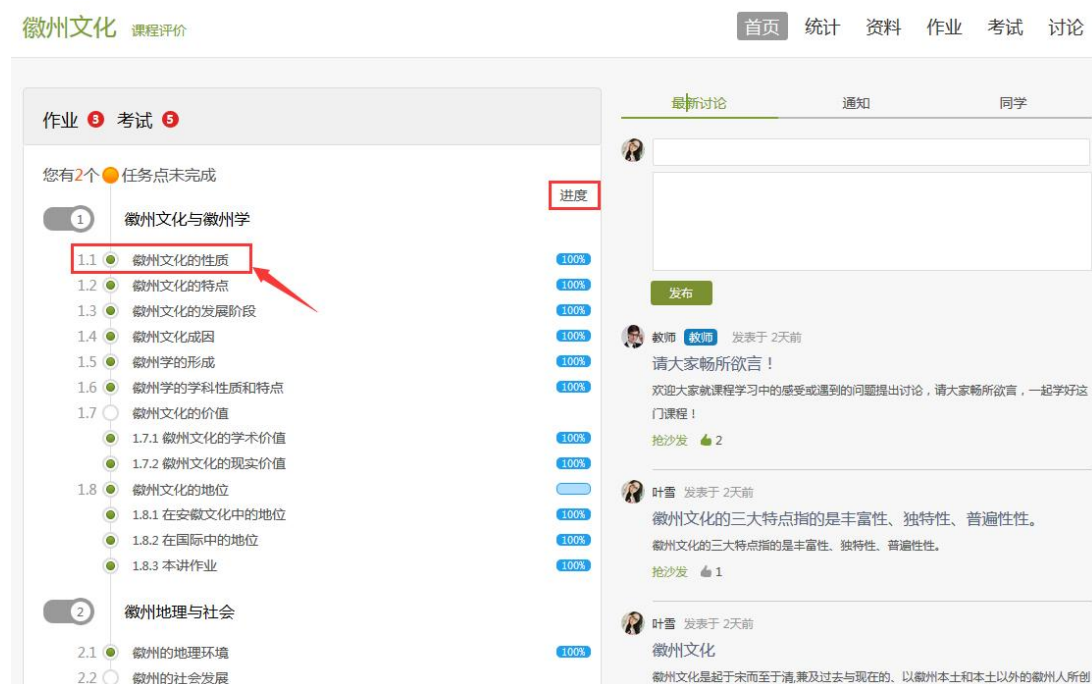 徽州文化 课程评价
首页 统计 资料 作业 考试 讨论
作业 3 考试 5
您有2个 任务点未完成
进度
1 徽州文化与徽州学
1.1 徽州文化的性质 100%
1.2 徽州文化的特点 100%
1.3 徽州文化的发展阶段 100%
1.4 徽州文化成因 100%
1.5 徽州学的形成 100%
1.6 徽州学的学科性质和特点 100%
1.7 徽州文化的价值
1.7.1 徽州文化的学术价值 100%
1.7.2 徽州文化的现实价值 100%
1.8 徽州文化的地位
1.8.1 在安徽文化中的地位 100%
1.8.2 在国际中的地位 100%
1.8.3 本讲作业 100%
2 徽州地理与社会
2.1 徽州的地理环境 100%
2.2 徽州的社会发展
最新讨论 通知 同学
发布
教师 教师 发表于 2天前
请大家畅所欲言！
欢迎大家就课程学习中的感受或遇到的问题提出讨论，请大家畅所欲言，一起学好这
门课程！
抢沙发 2
叶雪 发表于 2天前
徽州文化的三大特点指的是丰富性、独特性、普遍性性。
徽州文化的三大特点指的是丰富性、独特性、普遍性性。
抢沙发 1
叶雪 发表于 2天前
徽州文化
徽州文化是起于宋而至于清,兼及过去与现在的、以徽州本土和本土以外的徽州人所创